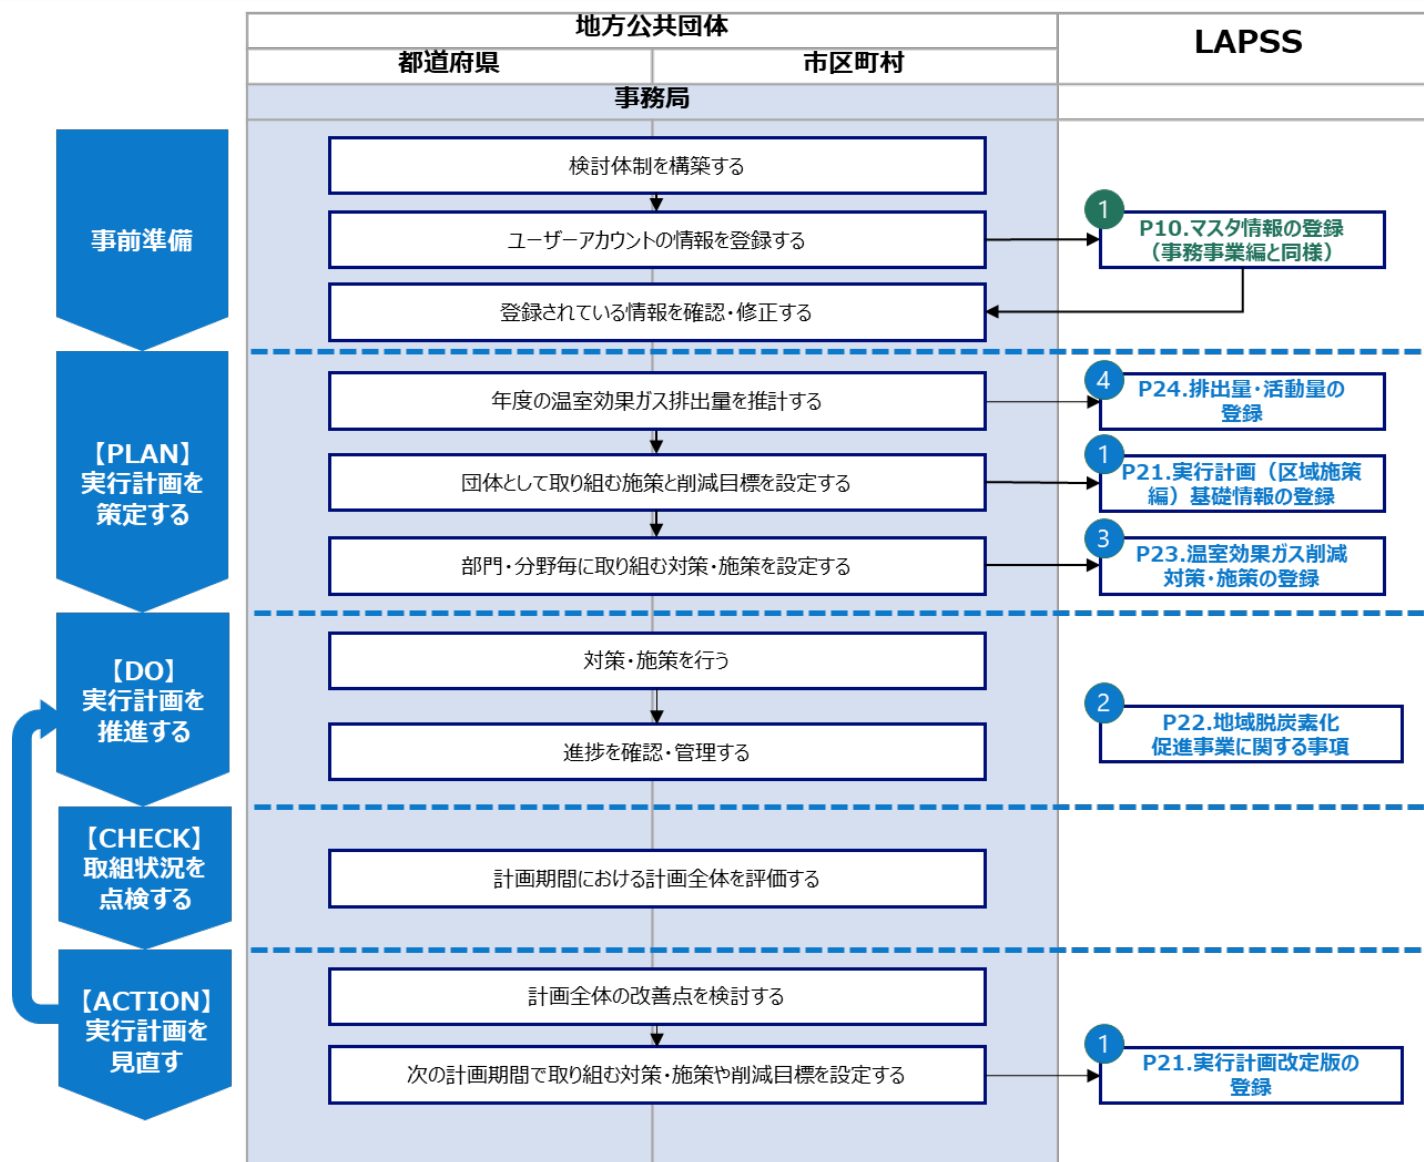 地方公共団体
LAPSS
都道府県
市区町村
事務局
事前準備
検討体制を構築する
ユーザーアカウントの情報を登録する
1
P10.マスタ情報の登録
（事務事業編と同様）
登録されている情報を確認・修正する
【PLAN】
実行計画を
策定する
年度の温室効果ガス排出量を推計する
4
P24.排出量・活動量の
登録
団体として取り組む施策と削減目標を設定する
1
P21.実行計画（区域施策
編）基礎情報の登録
部門・分野毎に取り組む対策・施策を設定する
3
P23.温室効果ガス削減
対策・施策の登録
【DO】
実行計画を
推進する
対策・施策を行う
進捗を確認・管理する
2
P22.地域脱炭素化
促進事業に関する事項
【CHECK】
取組状況を
点検する
計画期間における計画全体を評価する
【ACTION】
実行計画を
見直す
計画全体の改善点を検討する
次の計画期間で取り組む対策・施策や削減目標を設定する
1
P21.実行計画改定版の
登録